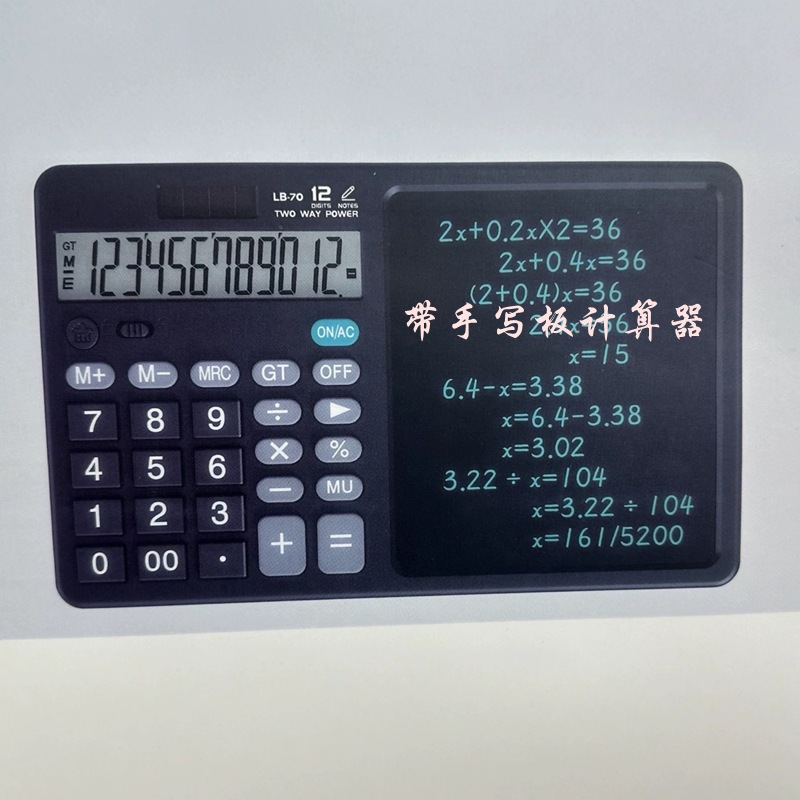 LB-70 12
DIGITS NOTES
TWO WAY POWER
GT
M
E
123456789012.
ON/AC
M+ M− MRC GT OFF
7 8 9 ÷ ▶
4 5 6 × %
1 2 3 − MU
0 00 · + =
2x+0.2xX2=36
2x+0.4x=36
(2+0.4)x=36
带手写板计算器
x=15
6.4-x=3.38
x=6.4-3.38
x=3.02
3.22÷x=104
x=3.22÷104
x=161/5200